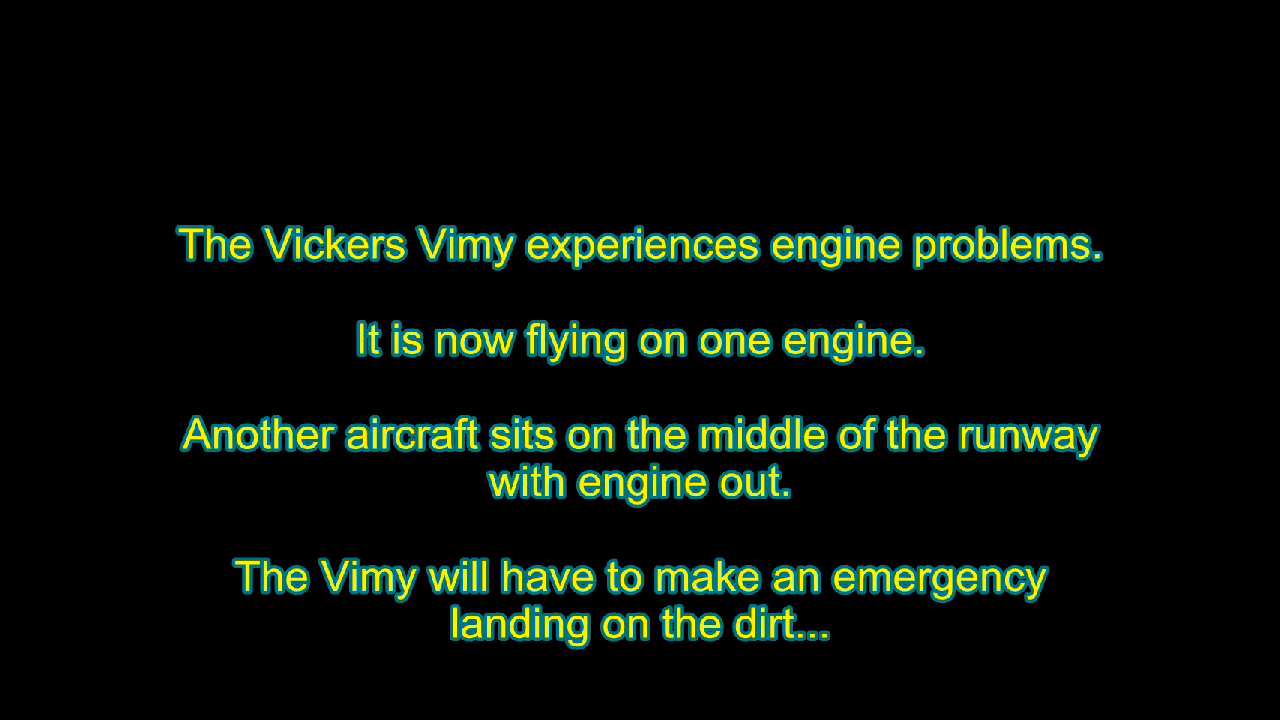 The Vickers Vimy experiences engine problems.
It is now flying on one engine.
Another aircraft sits on the middle of the runway
with engine out.
The Vimy will have to make an emergency
landing on the dirt...